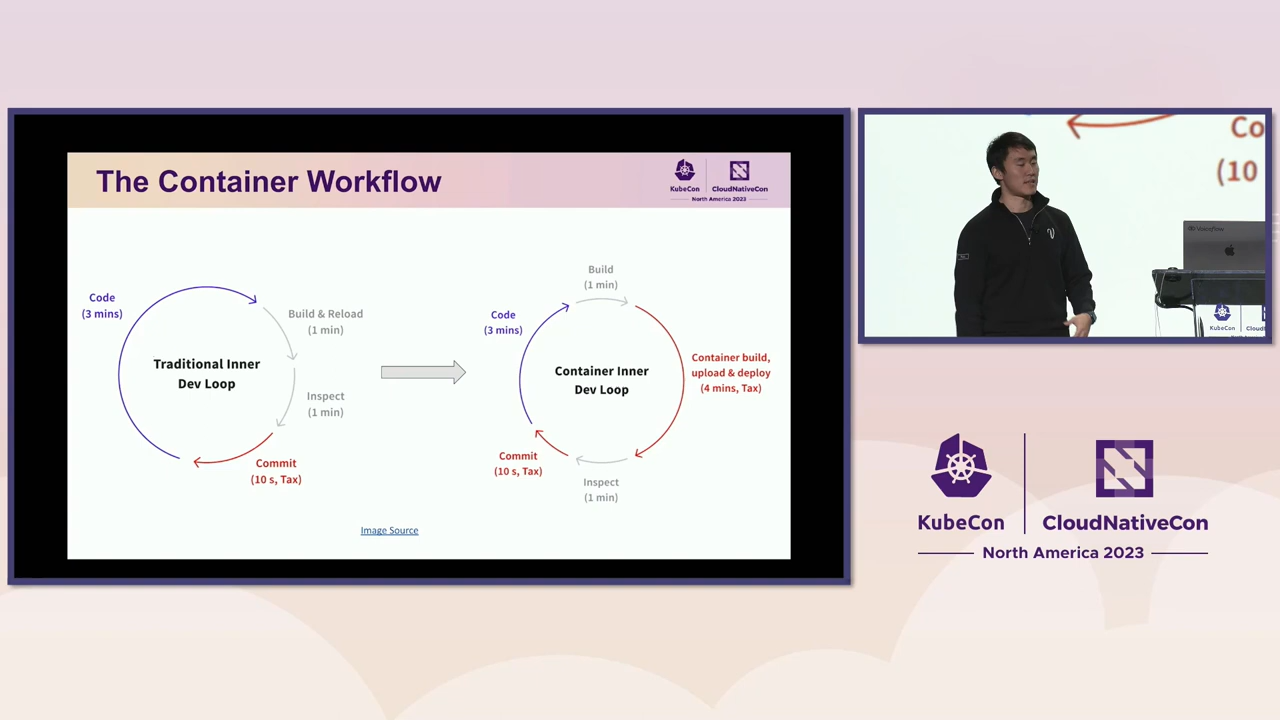 The Container Workflow
KubeCon
CloudNativeCon
North America 2023
Code
(3 mins)
Build & Reload
(1 min)
Traditional Inner
Dev Loop
Inspect
(1 min)
Commit
(10 s, Tax)
Build
(1 min)
Code
(3 mins)
Container Inner
Dev Loop
Container build,
upload & deploy
(4 mins, Tax)
Commit
(10 s, Tax)
Inspect
(1 min)
Image Source
Co
(10
Voiceflow
KubeCon
KubeCon
CloudNativeCon
North America 2023